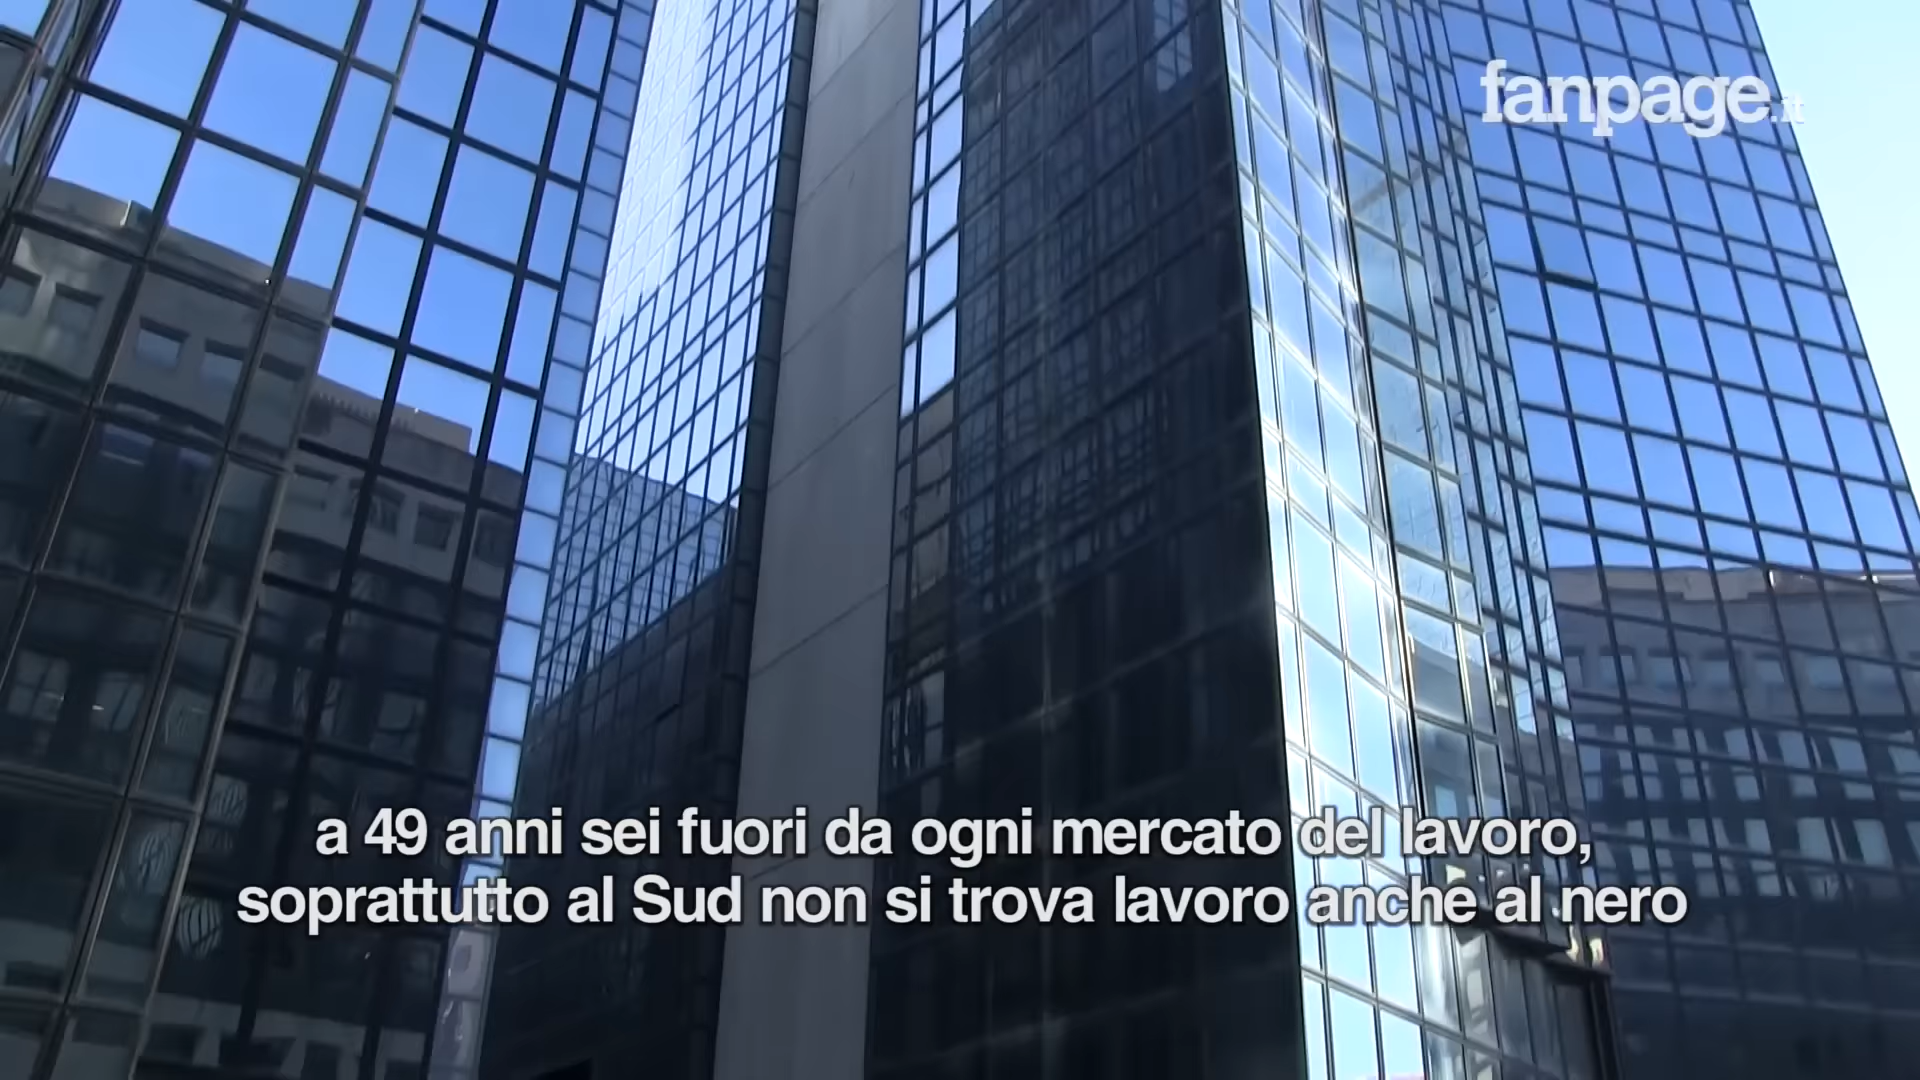 fanpage.it
a 49 anni sei fuori da ogni mercato del lavoro,
soprattutto al Sud non si trova lavoro anche al nero